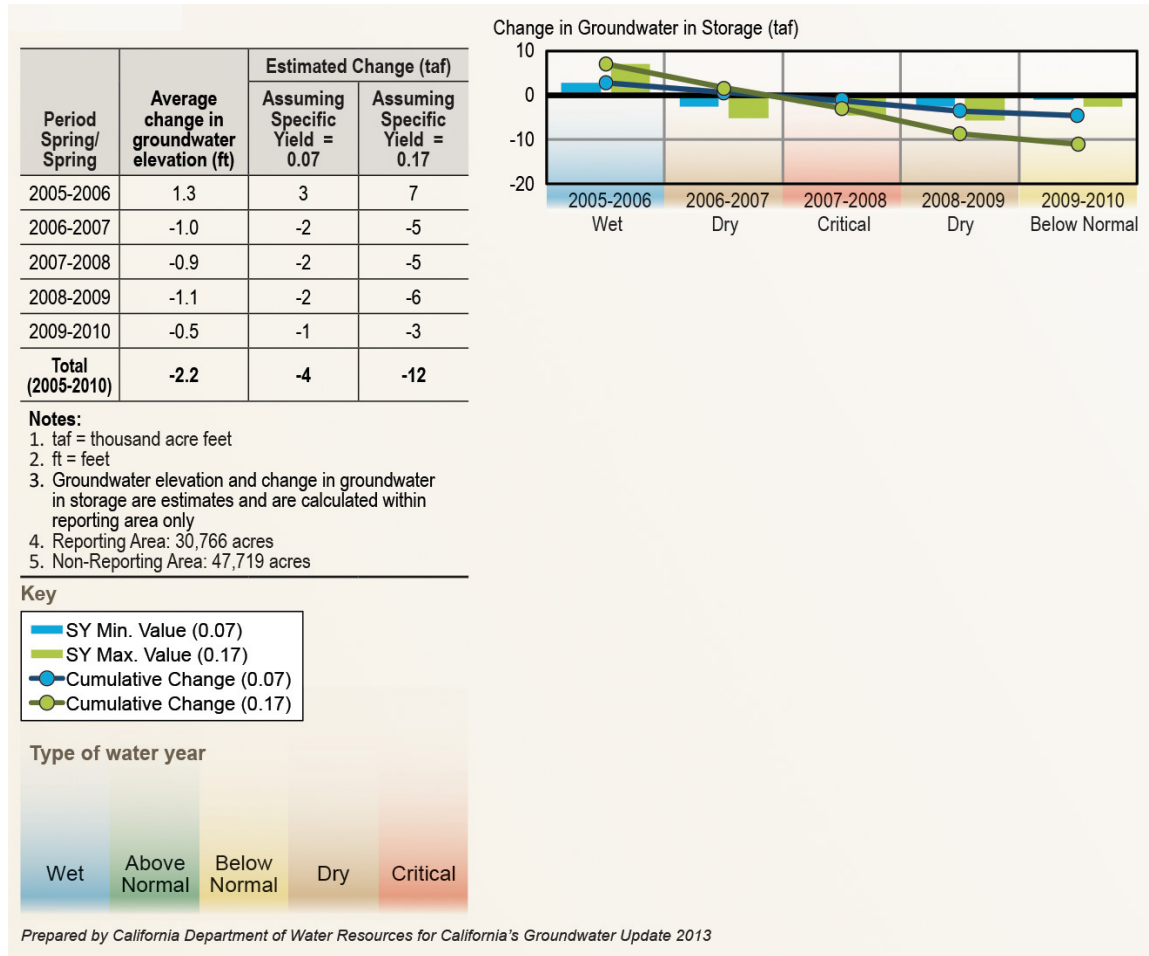 Change in Groundwater in Storage (taf)
Period Spring/ Spring
Average change in groundwater elevation (ft)
Estimated Change (taf)
Assuming Specific Yield = 0.07
Assuming Specific Yield = 0.17
2005-2006 1.3 3 7
2006-2007 -1.0 -2 -5
2007-2008 -0.9 -2 -5
2008-2009 -1.1 -2 -6
2009-2010 -0.5 -1 -3
Total (2005-2010) -2.2 -4 -12
10
0
-10
-20
2005-2006 2006-2007 2007-2008 2008-2009 2009-2010
Wet Dry Critical Dry Below Normal
Notes:
1. taf = thousand acre feet
2. ft = feet
3. Groundwater elevation and change in groundwater
in storage are estimates and are calculated within
reporting area only
4. Reporting Area: 30,766 acres
5. Non-Reporting Area: 47,719 acres
Key
SY Min. Value (0.07)
SY Max. Value (0.17)
Cumulative Change (0.07)
Cumulative Change (0.17)
Type of water year
Wet
Above
Normal
Below
Normal
Dry
Critical
Prepared by California Department of Water Resources for California's Groundwater Update 2013